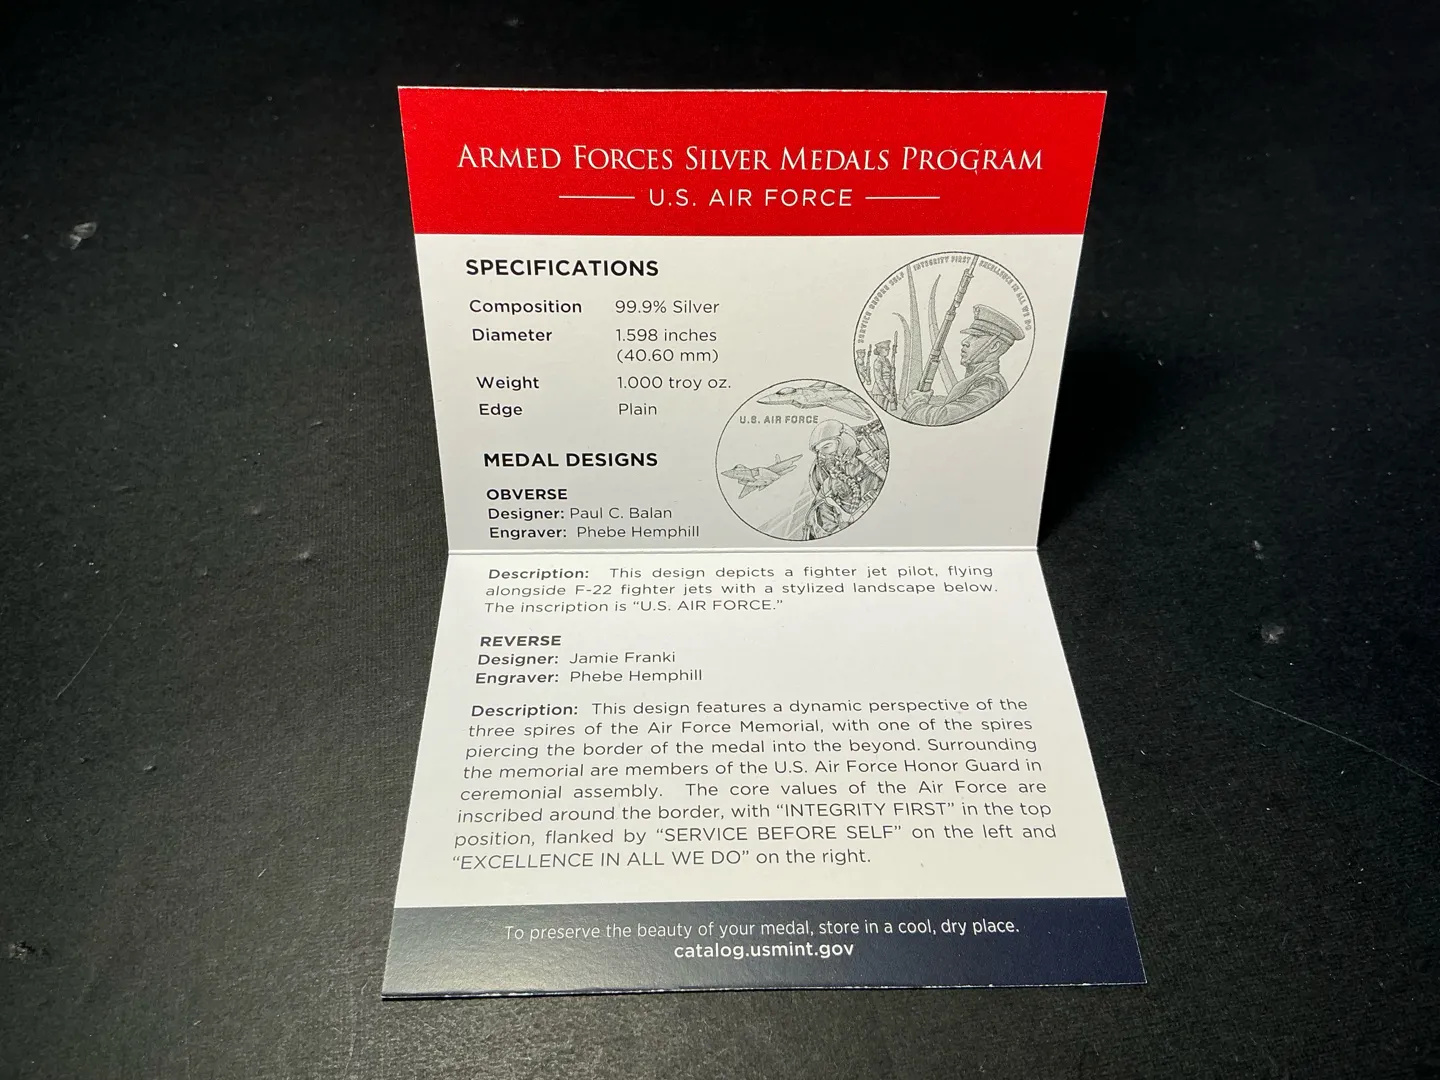 ARMED FORCES SILVER MEDALS PROGRAM
U.S. AIR FORCE
SPECIFICATIONS
Composition 99.9% Silver
Diameter 1.598 inches
(40.60 mm)
Weight 1.000 troy oz.
Edge Plain
SERVICE BEFORE SELF INTEGRITY FIRST EXCELLENCE IN ALL WE DO
U.S. AIR FORCE
MEDAL DESIGNS
OBVERSE
Designer: Paul C. Balan
Engraver: Phebe Hemphill
Description: This design depicts a fighter jet pilot, flying
alongside F-22 fighter jets with a stylized landscape below.
The inscription is “U.S. AIR FORCE.”
REVERSE
Designer: Jamie Franki
Engraver: Phebe Hemphill
Description: This design features a dynamic perspective of the
three spires of the Air Force Memorial, with one of the spires
piercing the border of the medal into the beyond. Surrounding
the memorial are members of the U.S. Air Force Honor Guard in
ceremonial assembly. The core values of the Air Force are
inscribed around the border, with “INTEGRITY FIRST” in the top
position, flanked by “SERVICE BEFORE SELF” on the left and
“EXCELLENCE IN ALL WE DO” on the right.
To preserve the beauty of your medal, store in a cool, dry place.
catalog.usmint.gov